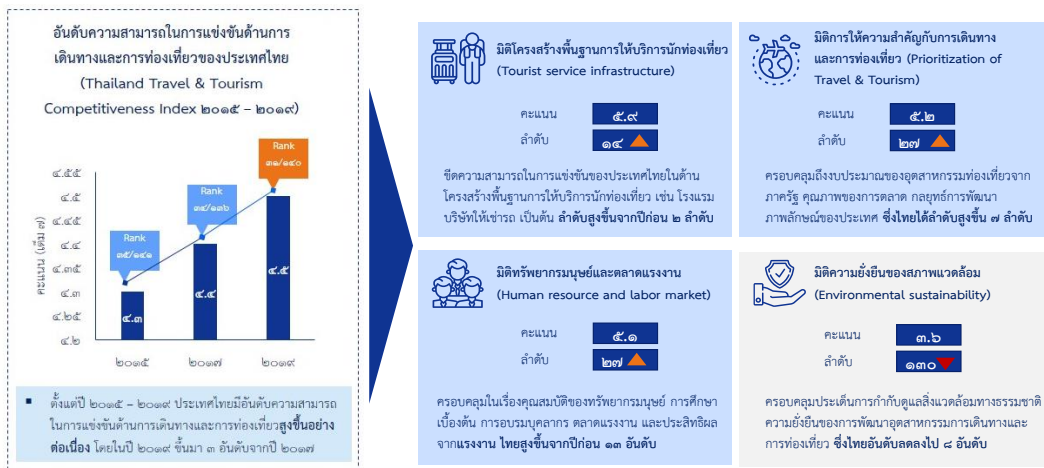 อันดับความสามารถในการแข่งขันด้านการ
เดินทางและการท่องเที่ยวของประเทศไทย
(Thailand Travel & Tourism
Competitiveness Index ๒๐๑๕ – ๒๐๑๙)
คะแนน (เต็ม ๗)
๔.๕๕
๔.๕
๔.๔๕
๔.๔
๔.๓๕
๔.๓
๔.๒๕
๔.๒
Rank
๓๕/๑๔๑
Rank
๓๔/๑๓๖
Rank
๓๑/๑๔๐
๔.๓
๔.๔
๔.๕
๒๐๑๕
๒๐๑๗
๒๐๑๙
▪ ตั้งแต่ปี ๒๐๑๕ – ๒๐๑๙ ประเทศไทยมีอันดับความสามารถ
ในการแข่งขันด้านการเดินทางและการท่องเที่ยวสูงขึ้นอย่าง
ต่อเนื่อง โดยในปี ๒๐๑๙ ขึ้นมา ๓ อันดับจากปี ๒๐๑๗
มิติโครงสร้างพื้นฐานการให้บริการนักท่องเที่ยว
(Tourist service infrastructure)
คะแนน ๕.๙
ลำดับ ๑๔
ขีดความสามารถในการแข่งขันของประเทศไทยในด้าน
โครงสร้างพื้นฐานการให้บริการนักท่องเที่ยว เช่น โรงแรม
บริษัทให้เช่ารถ เป็นต้น ลำดับสูงขึ้นจากปีก่อน ๒ ลำดับ
มิติการให้ความสำคัญกับการเดินทาง
และการท่องเที่ยว (Prioritization of
Travel & Tourism)
คะแนน ๕.๒
ลำดับ ๒๗
ครอบคลุมถึงงบประมาณของอุตสาหกรรมท่องเที่ยวจาก
ภาครัฐ คุณภาพของการตลาด กลยุทธ์การพัฒนา
ภาพลักษณ์ของประเทศ ซึ่งไทยได้ลำดับสูงขึ้น ๗ ลำดับ
มิติทรัพยากรมนุษย์และตลาดแรงงาน
(Human resource and labor market)
คะแนน ๕.๑
ลำดับ ๒๗
ครอบคลุมในเรื่องคุณสมบัติของทรัพยากรมนุษย์ การศึกษา
เบื้องต้น การอบรมบุคลากร ตลาดแรงงาน และประสิทธิผล
จากแรงงาน ไทยสูงขึ้นจากปีก่อน ๑๓ อันดับ
มิติความยั่งยืนของสภาพแวดล้อม
(Environmental sustainability)
คะแนน ๓.๖
ลำดับ ๑๓๐
ครอบคลุมประเด็นการกำกับดูแลสิ่งแวดล้อมทางธรรมชาติ
ความยั่งยืนของการพัฒนาอุตสาหกรรมการเดินทางและ
การท่องเที่ยว ซึ่งไทยอันดับลดลงไป ๘ อันดับ